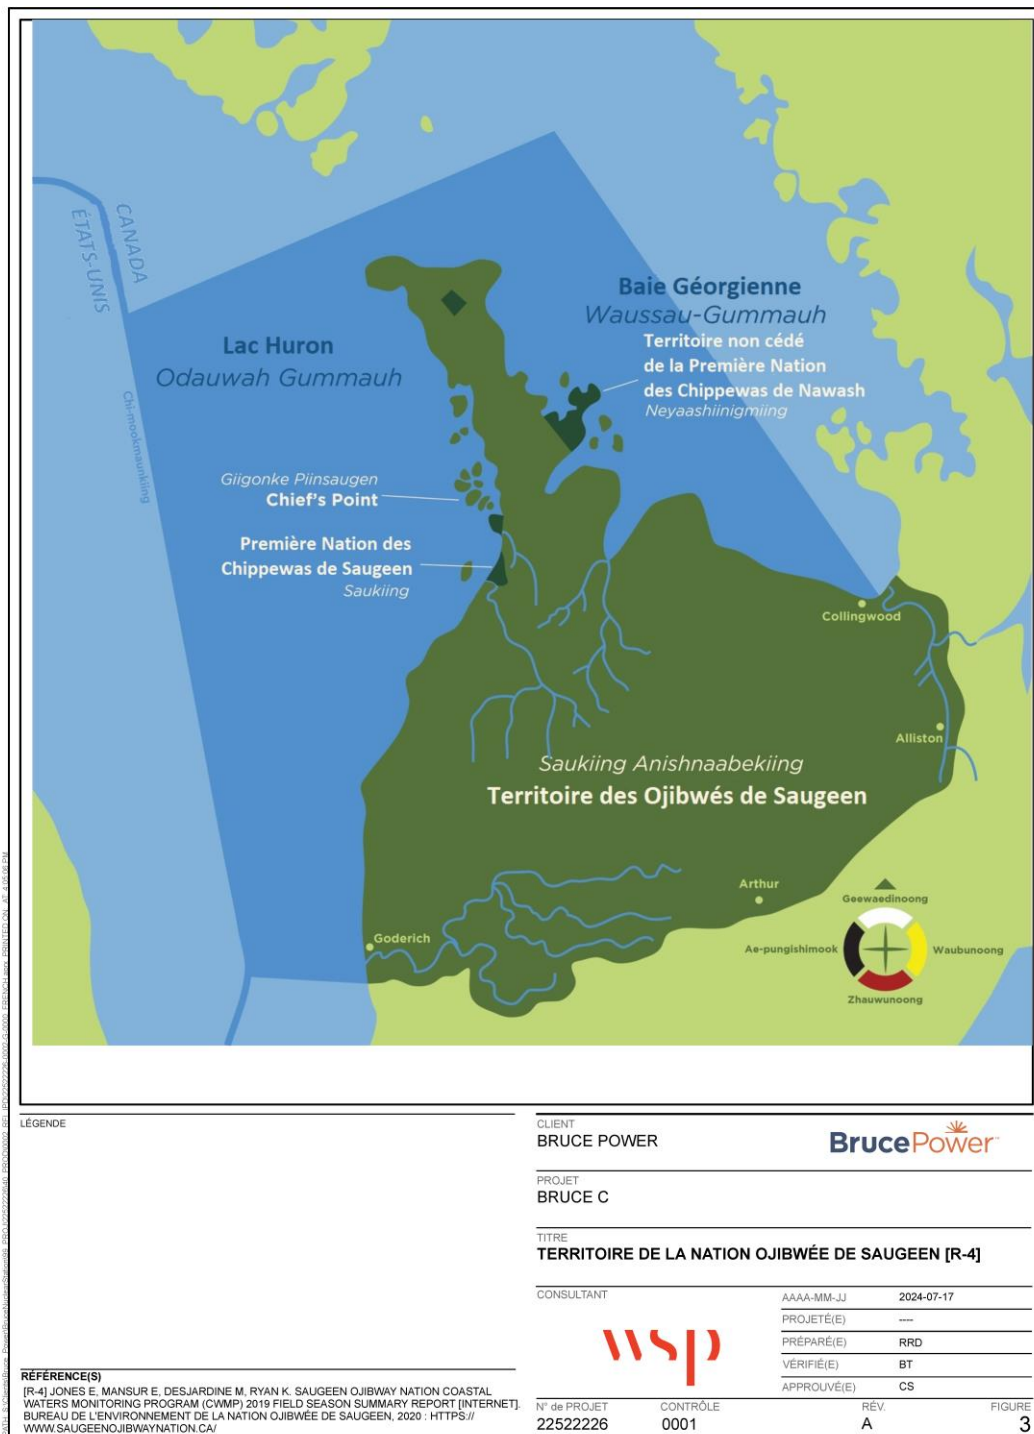 CANADA
ÉTATS-UNIS
Chi-mookmaunkiing
Lac Huron
Odauwah Gummauh
Baie Géorgienne
Waussau-Gummauh
Territoire non cédé
de la Première Nation
des Chippewas de Nawash
Neyaashiinigmiing
Giigonke Piinsaugen
Chief's Point
Première Nation des
Chippewas de Saugeen
Saukiing
Collingwood
Alliston
Saukiing Anishnaabekiing
Territoire des Ojibwés de Saugeen
Arthur
Goderich
Geewaedinoong
Ae-pungishimook
Waubunoong
Zhauwunoong
LÉGENDE
CLIENT
BRUCE POWER
BrucePower
PROJET
BRUCE C
TITRE
TERRITOIRE DE LA NATION OJIBWÉE DE SAUGEEN [R-4]
CONSULTANT
wsp
AAAA-MM-JJ 2024-07-17
PROJETÉ(E) ----
PRÉPARÉ(E) RRD
VÉRIFIÉ(E) BT
APPROUVÉ(E) CS
RÉFÉRENCE(S)
[R-4] JONES E, MANSUR E, DESJARDINE M, RYAN K. SAUGEEN OJIBWAY NATION COASTAL
WATERS MONITORING PROGRAM (CWMP) 2019 FIELD SEASON SUMMARY REPORT [INTERNET].
BUREAU DE L'ENVIRONNEMENT DE LA NATION OJIBWÉE DE SAUGEEN, 2020 : HTTPS://
WWW.SAUGEENOJIBWAYNATION.CA/
N° de PROJET CONTRÔLE RÉV. FIGURE
22522226 0001 A 3